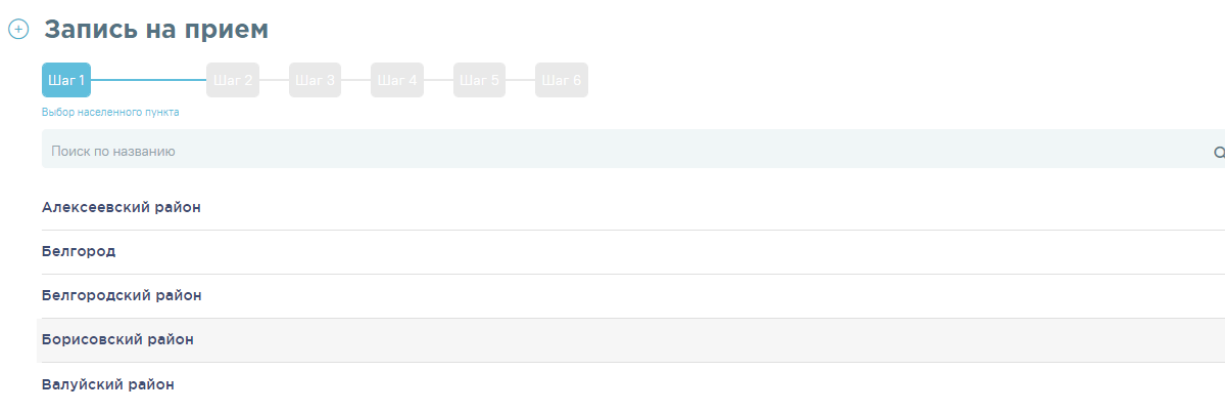 Запись на прием
Шаг 1 Шаг 2 Шаг 3 Шаг 4 Шаг 5 Шаг 6
Выбор населенного пункта
Поиск по названию
Алексеевский район
Белгород
Белгородский район
Борисовский район
Валуйский район